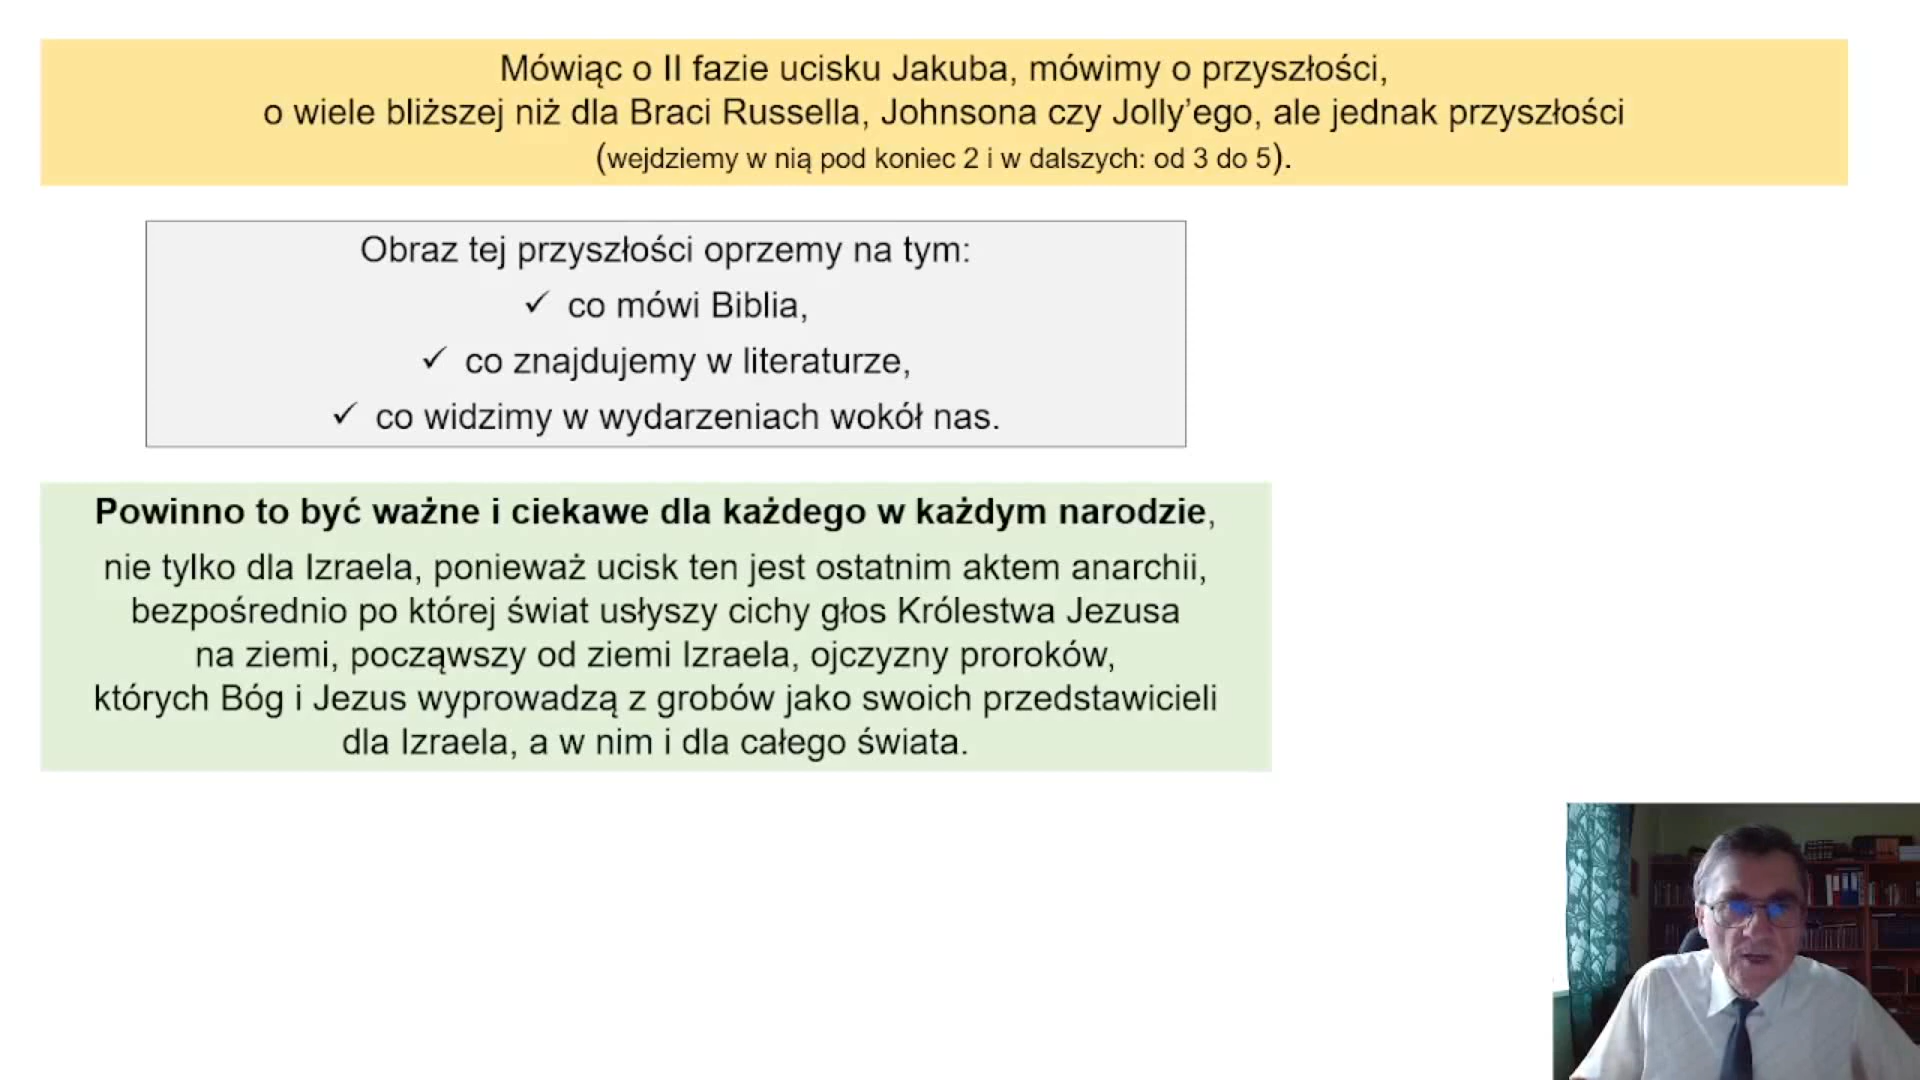 Mówiąc o II fazie ucisku Jakuba, mówimy o przyszłości,
o wiele bliższej niż dla Braci Russella, Johnsona czy Jolly’ego, ale jednak przyszłości
(wejdziemy w nią pod koniec 2 i w dalszych: od 3 do 5).
Obraz tej przyszłości oprzemy na tym:
✓ co mówi Biblia,
✓ co znajdujemy w literaturze,
✓ co widzimy w wydarzeniach wokół nas.
Powinno to być ważne i ciekawe dla każdego w każdym narodzie,
nie tylko dla Izraela, ponieważ ucisk ten jest ostatnim aktem anarchii,
bezpośrednio po której świat usłyszy cichy głos Królestwa Jezusa
na ziemi, począwszy od ziemi Izraela, ojczyzny proroków,
których Bóg i Jezus wyprowadzą z grobów jako swoich przedstawicieli
dla Izraela, a w nim i dla całego świata.